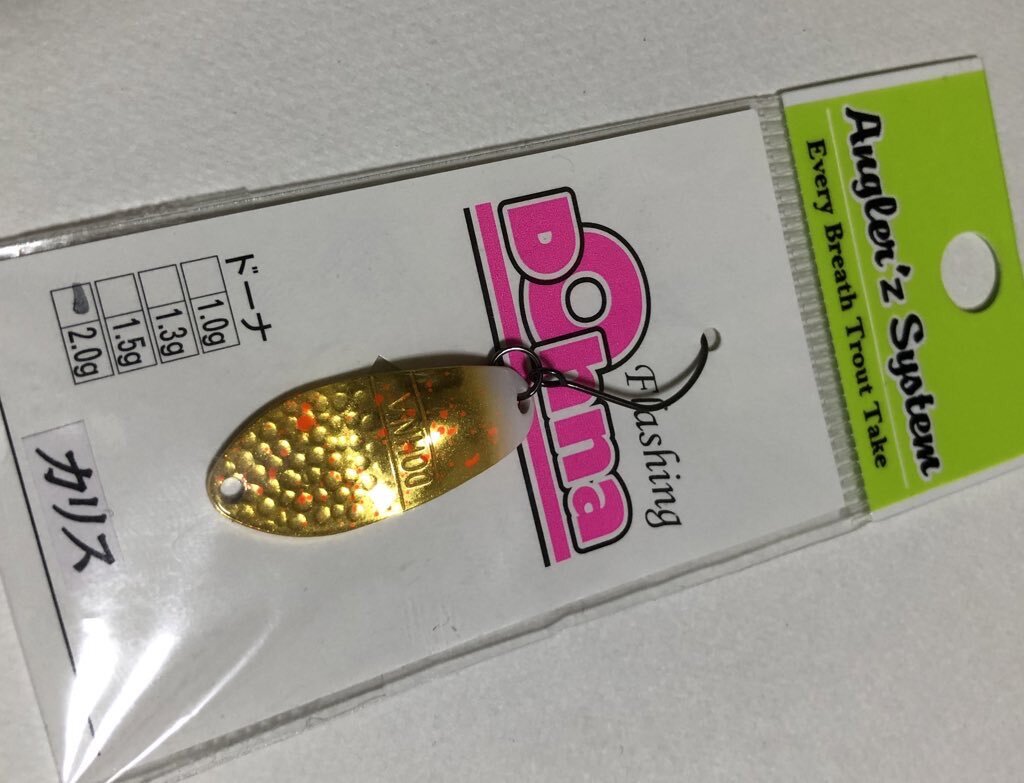 Angler'z System
Every Breath Trout Take
Flashing
DOhna
ドーナ
1.0g
1.3g
1.5g
2.0g
カリス